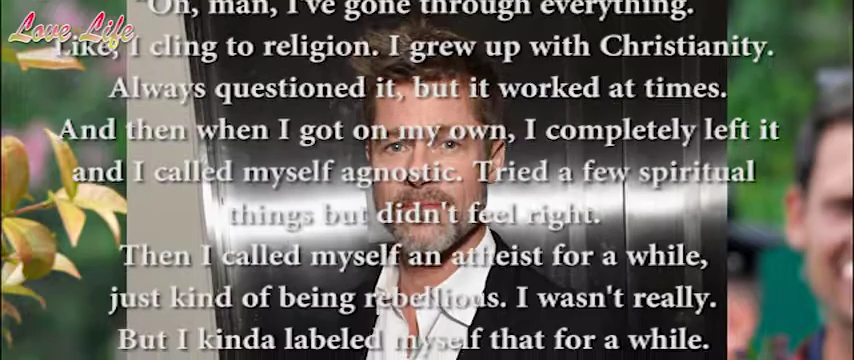 "Oh, man, I've gone through everything.
Love Life
Like, I cling to religion. I grew up with Christianity.
Always questioned it, but it worked at times.
And then when I got on my own, I completely left it
and I called myself agnostic. Tried a few spiritual
things but didn't feel right.
Then I called myself an atheist for a while,
just kind of being rebellious. I wasn't really.
But I kinda labeled myself that for a while.